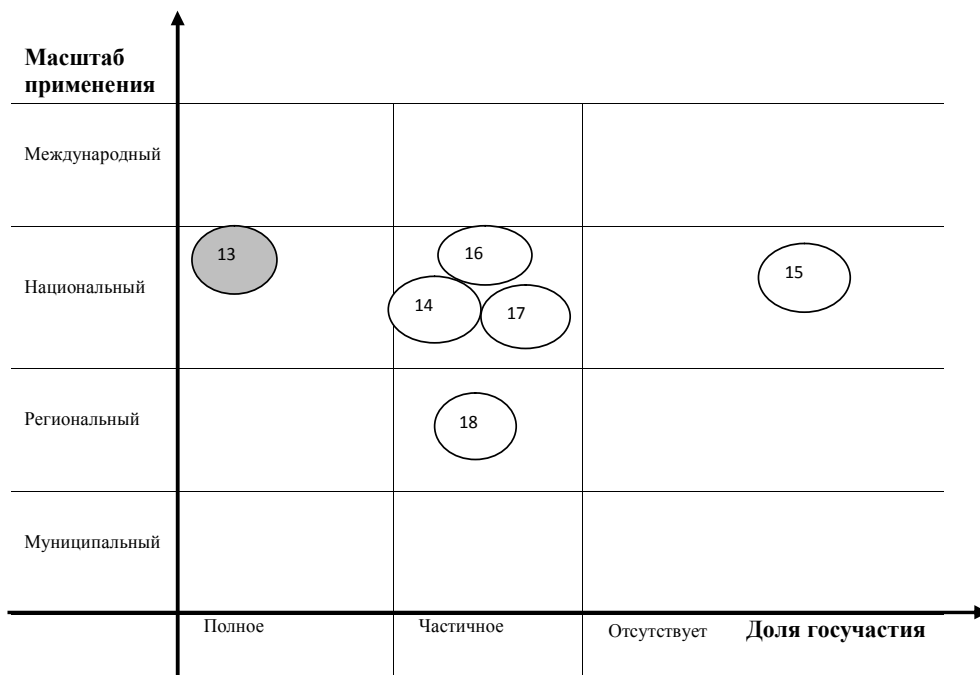 Масштаб
применения
Международный
Национальный
13
16
15
14
17
Региональный
18
Муниципальный
Полное
Частичное
Отсутствует
Доля госучастия